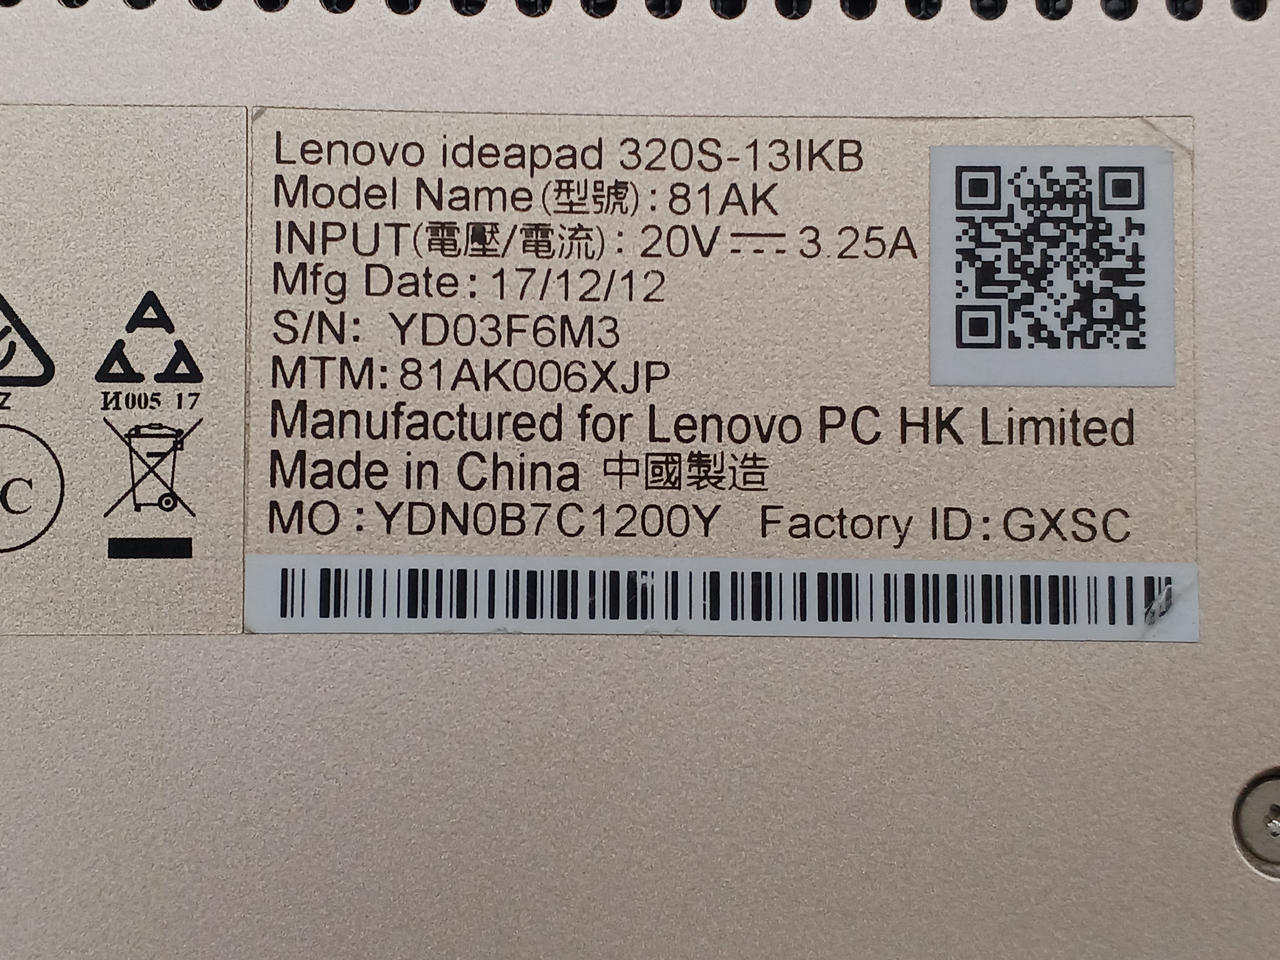 Lenovo ideapad 320S-13IKB
Model Name(型號):81AK
INPUT(電壓/電流): 20V⎓3.25A
Mfg Date: 17/12/12
S/N: YD03F6M3
MTM: 81AK006XJP
Manufactured for Lenovo PC HK Limited
Made in China 中國製造
MO : YDN0B7C1200Y Factory ID: GXSC
Z
И005 17
C